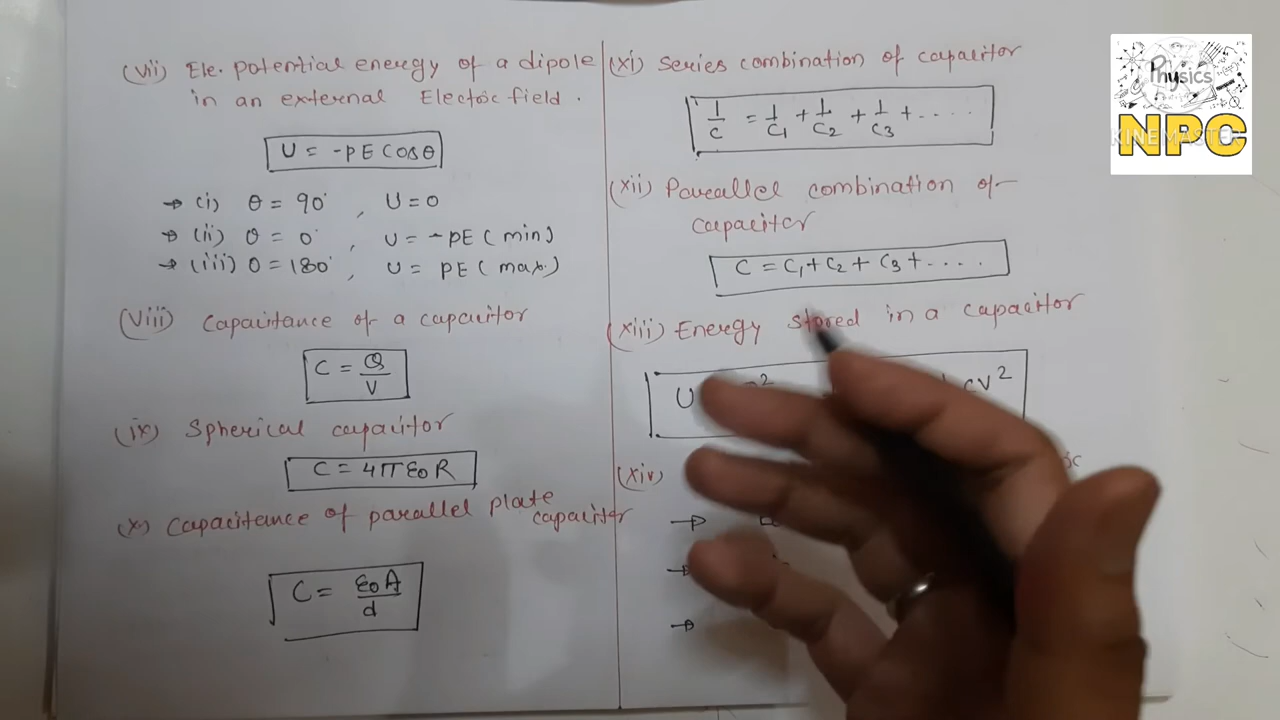 (vii) Ele. potential energy of a dipole
in an external Electric field.
U = -PE COSθ
→ (i) θ = 90°, U = 0
→ (ii) θ = 0°, U = -PE (min)
→ (iii) θ = 180°, U = PE (max.)
(viii) Capacitance of a capacitor
C = Q/V
(ix) Spherical capacitor
C = 4πε₀R
(x) Capacitance of parallel plate
capacitor
C = ε₀A/d
(xi) Series combination of capacitor
1/C = 1/C₁ + 1/C₂ + 1/C₃ + ....
(xii) Parallel combination of
capacitor
C = C₁ + C₂ + C₃ + ....
(xiii) Energy stored in a capacitor
U CV²
(xiv)
→
→
→
Physics
NPC
KINEMASTER